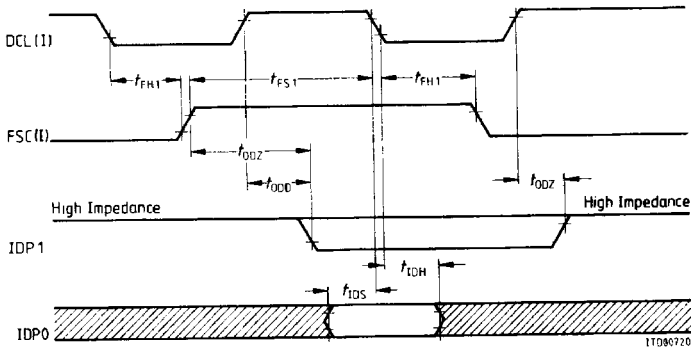 DCL(I)
tFH1
tFS1
tFH1
FSC(I)
tODZ
tODD
tODZ
High Impedance
High Impedance
IDP1
tIDH
tIDS
IDP0
ITD00720